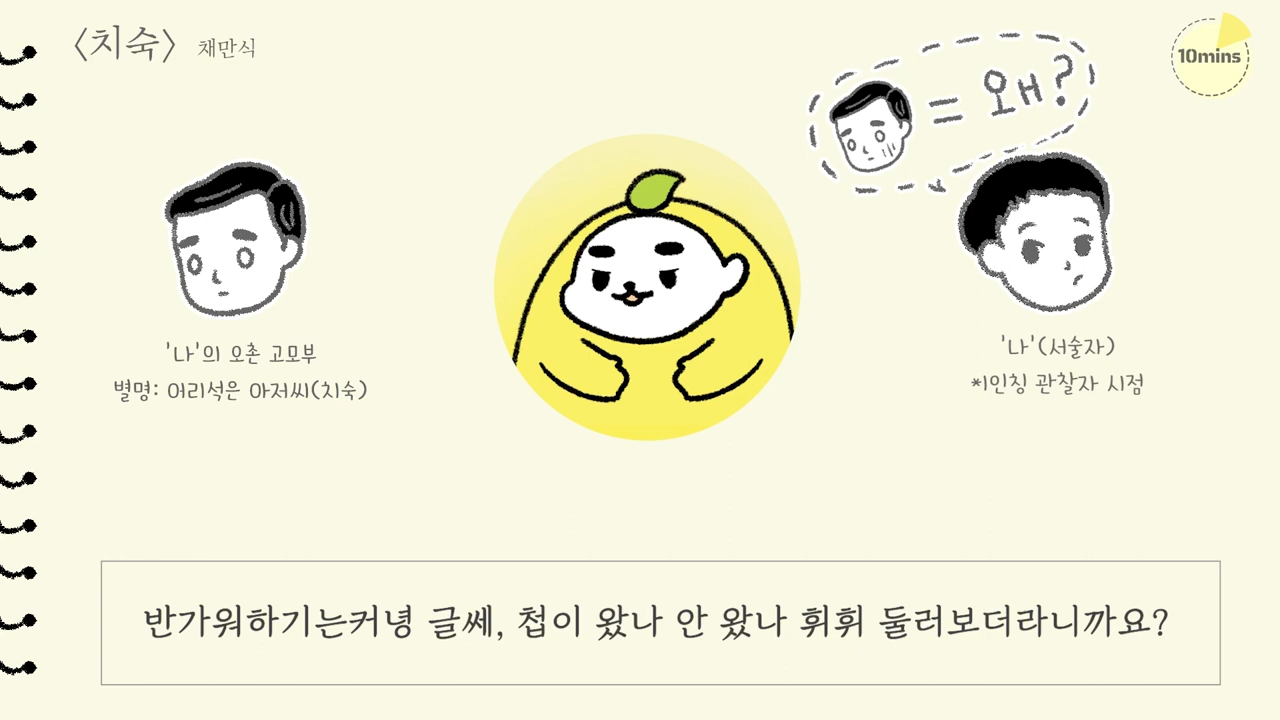 〈치숙〉 채만식
10mins
= 왜?
'나'의 오촌 고모부
별명: 어리석은 아저씨(치숙)
'나'(서술자)
*1인칭 관찰자 시점
반가워하기는커녕 글쎄, 첩이 왔나 안 왔나 휘휘 둘러보더라니까요?